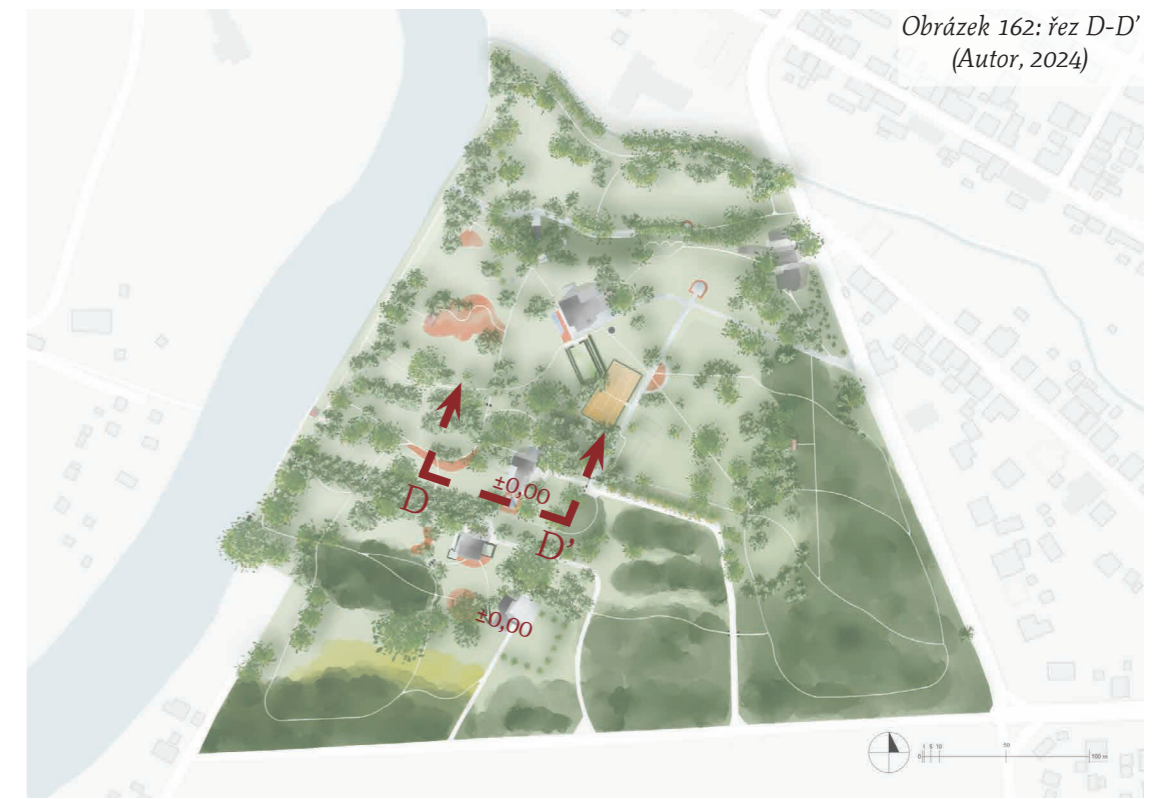 Obrázek 162: řez D-D’
(Autor, 2024)
±0,00
D
D’
±0,00
0 1 5 10 50 100 m